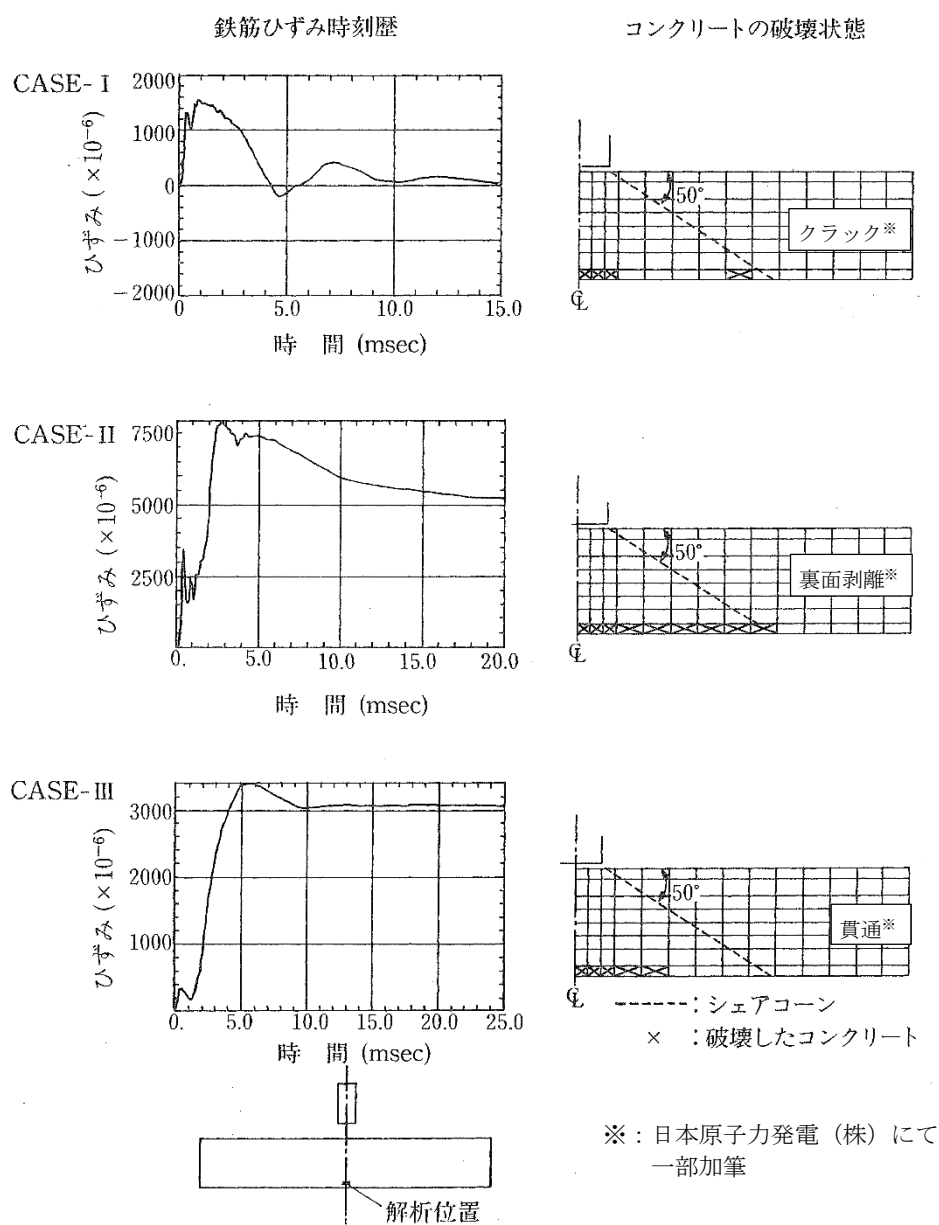 鉄筋ひずみ時刻歴
コンクリートの破壊状態
CASE-I
2000
1000
0
-1000
-2000
ひずみ (×10⁻⁶)
0 5.0 10.0 15.0
時 間 (msec)
50°
クラック※
℄
CASE-II
7500
5000
2500
ひずみ (×10⁻⁶)
0. 5.0 10.0 15.0 20.0
時 間 (msec)
50°
裏面剥離※
℄
CASE-III
3000
2000
1000
ひずみ (×10⁻⁶)
0. 5.0 10.0 15.0 20.0 25.0
時 間 (msec)
50°
貫通※
℄
------:シェアコーン
× :破壊したコンクリート
解析位置
※:日本原子力発電(株)にて
一部加筆